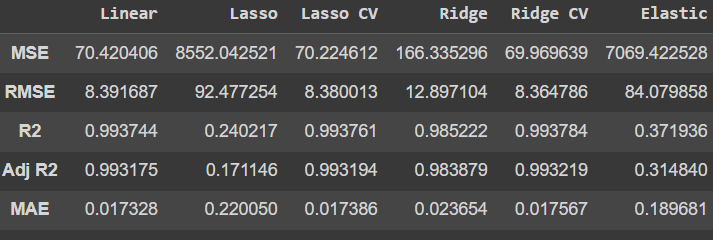 Linear Lasso Lasso CV Ridge Ridge CV Elastic
MSE 70.420406 8552.042521 70.224612 166.335296 69.969639 7069.422528
RMSE 8.391687 92.477254 8.380013 12.897104 8.364786 84.079858
R2 0.993744 0.240217 0.993761 0.985222 0.993784 0.371936
Adj R2 0.993175 0.171146 0.993194 0.983879 0.993219 0.314840
MAE 0.017328 0.220050 0.017386 0.023654 0.017567 0.189681